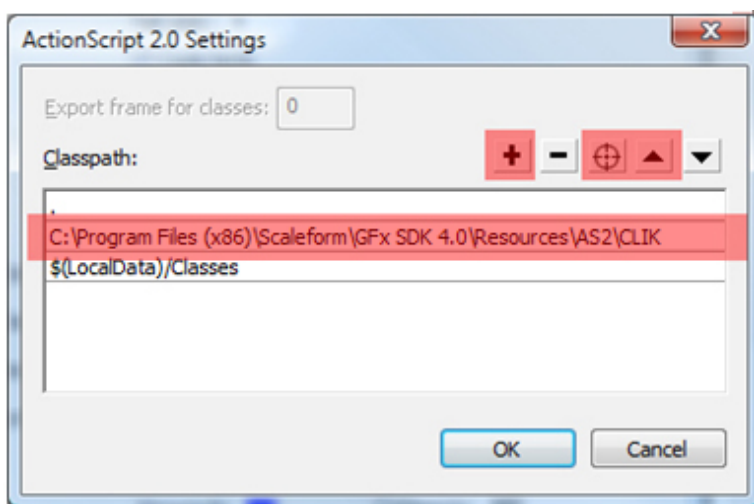 ActionScript 2.0 Settings
Export frame for classes: 0
Classpath:
.
C:\Program Files (x86)\Scaleform\GFx SDK 4.0\Resources\AS2\CLIK
$(LocalData)/Classes
OK Cancel